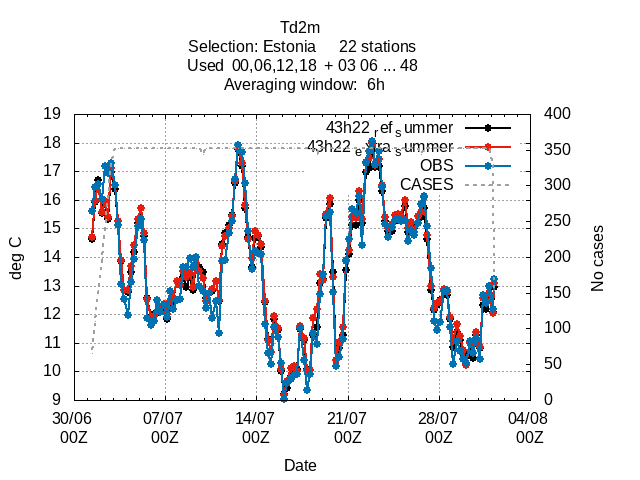 Td2m
Selection: Estonia 22 stations
Used 00,06,12,18 + 03 06 ... 48
Averaging window: 6h
19
18
17
16
15
14
13
12
11
10
9
deg C
400
350
300
250
200
150
100
50
0
No cases
43h22_ref_summer
43h22_extra_summer
OBS
CASES
30/06 07/07 14/07 21/07 28/07 04/08
00Z 00Z 00Z 00Z 00Z 00Z
Date